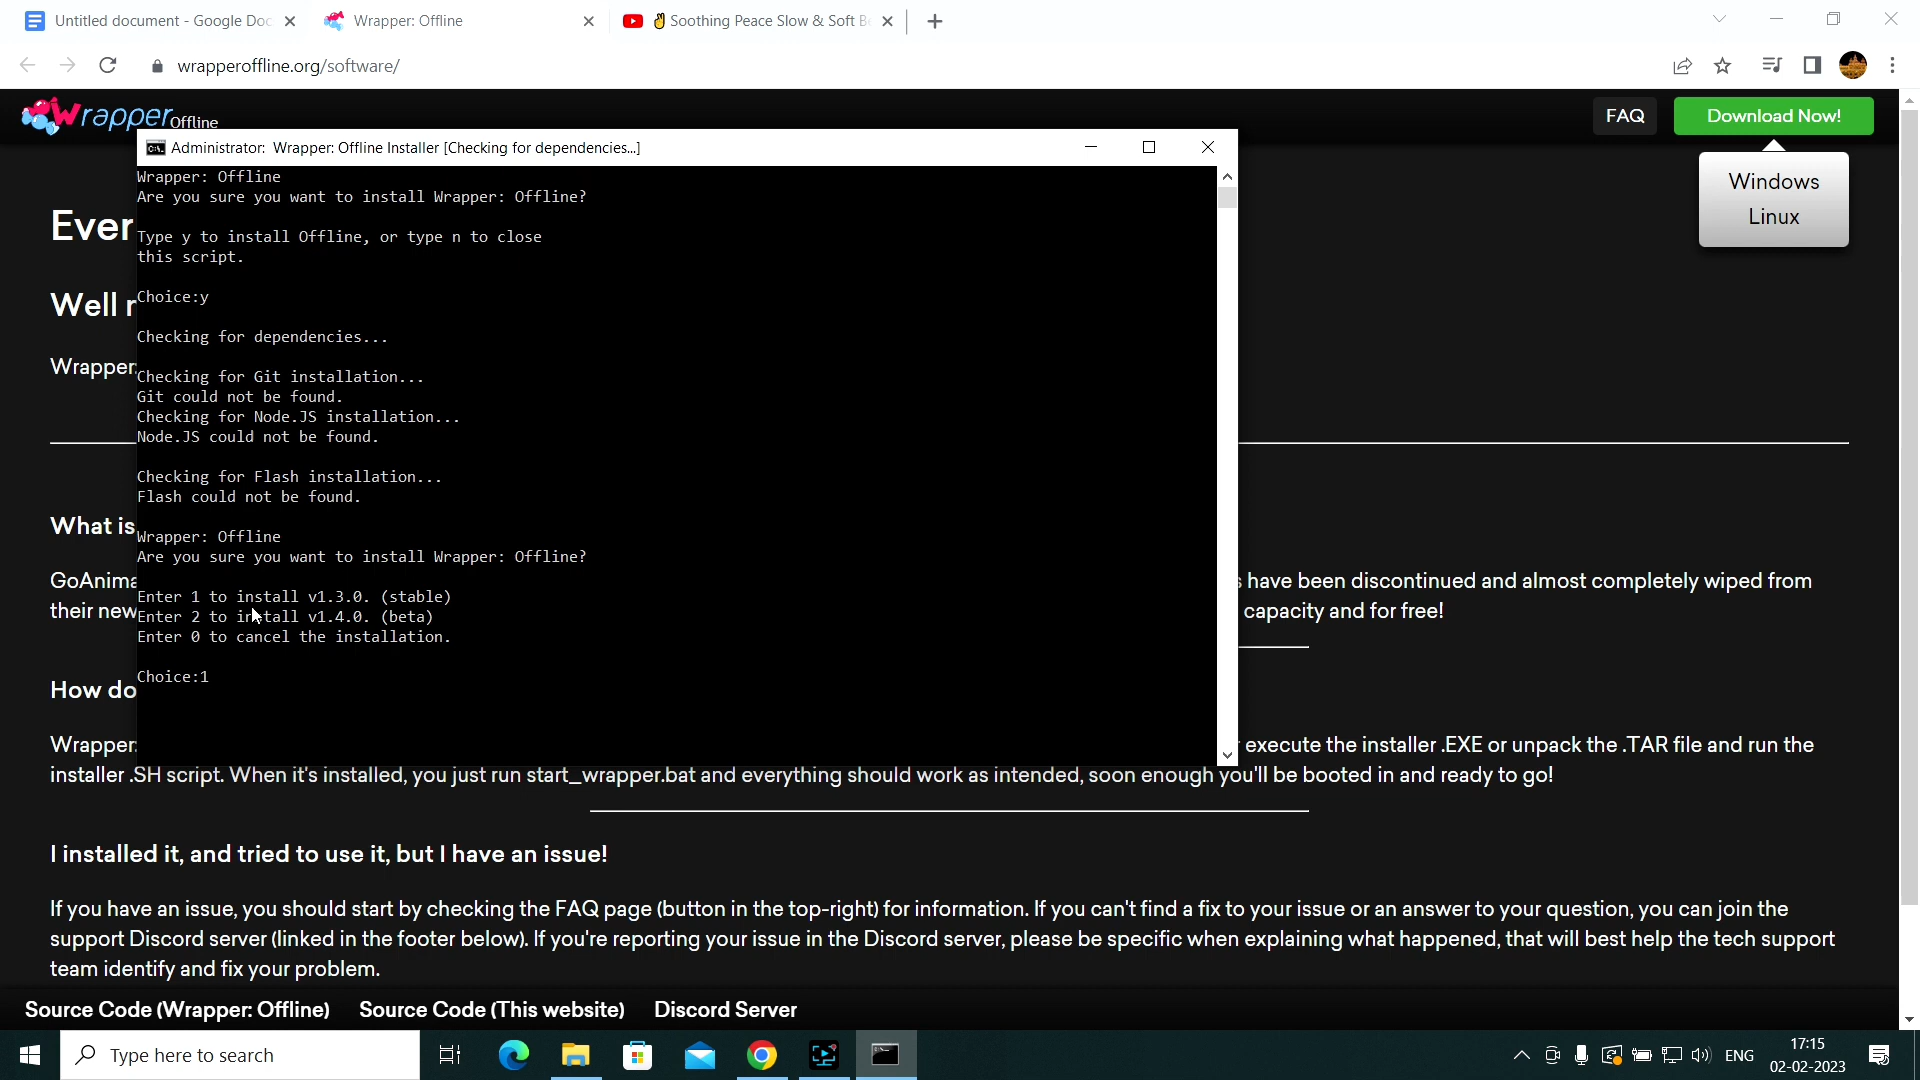 Untitled document - Google Doc
Wrapper: Offline
✌ Soothing Peace Slow & Soft B
wrapperoffline.org/software/
Wrapper Offline
FAQ
Download Now!
Windows
Linux
Administrator: Wrapper: Offline Installer [Checking for dependencies...]
Wrapper: Offline
Are you sure you want to install Wrapper: Offline?
Type y to install Offline, or type n to close
this script.
Choice:y
Checking for dependencies...
Checking for Git installation...
Git could not be found.
Checking for Node.JS installation...
Node.JS could not be found.
Checking for Flash installation...
Flash could not be found.
Wrapper: Offline
Are you sure you want to install Wrapper: Offline?
Enter 1 to install v1.3.0. (stable)
Enter 2 to install v1.4.0. (beta)
Enter 0 to cancel the installation.
Choice:1
Ever
Well
Wrapper:
What is
GoAnima
have been discontinued and almost completely wiped from
their new
capacity and for free!
How do
Wrapper:
execute the installer .EXE or unpack the .TAR file and run the
installer .SH script. When it's installed, you just run start_wrapper.bat and everything should work as intended, soon enough you'll be booted in and ready to go!
I installed it, and tried to use it, but I have an issue!
If you have an issue, you should start by checking the FAQ page (button in the top-right) for information. If you can't find a fix to your issue or an answer to your question, you can join the
support Discord server (linked in the footer below). If you're reporting your issue in the Discord server, please be specific when explaining what happened, that will best help the tech support
team identify and fix your problem.
Source Code (Wrapper: Offline)
Source Code (This website)
Discord Server
Type here to search
ENG
17:15
02-02-2023